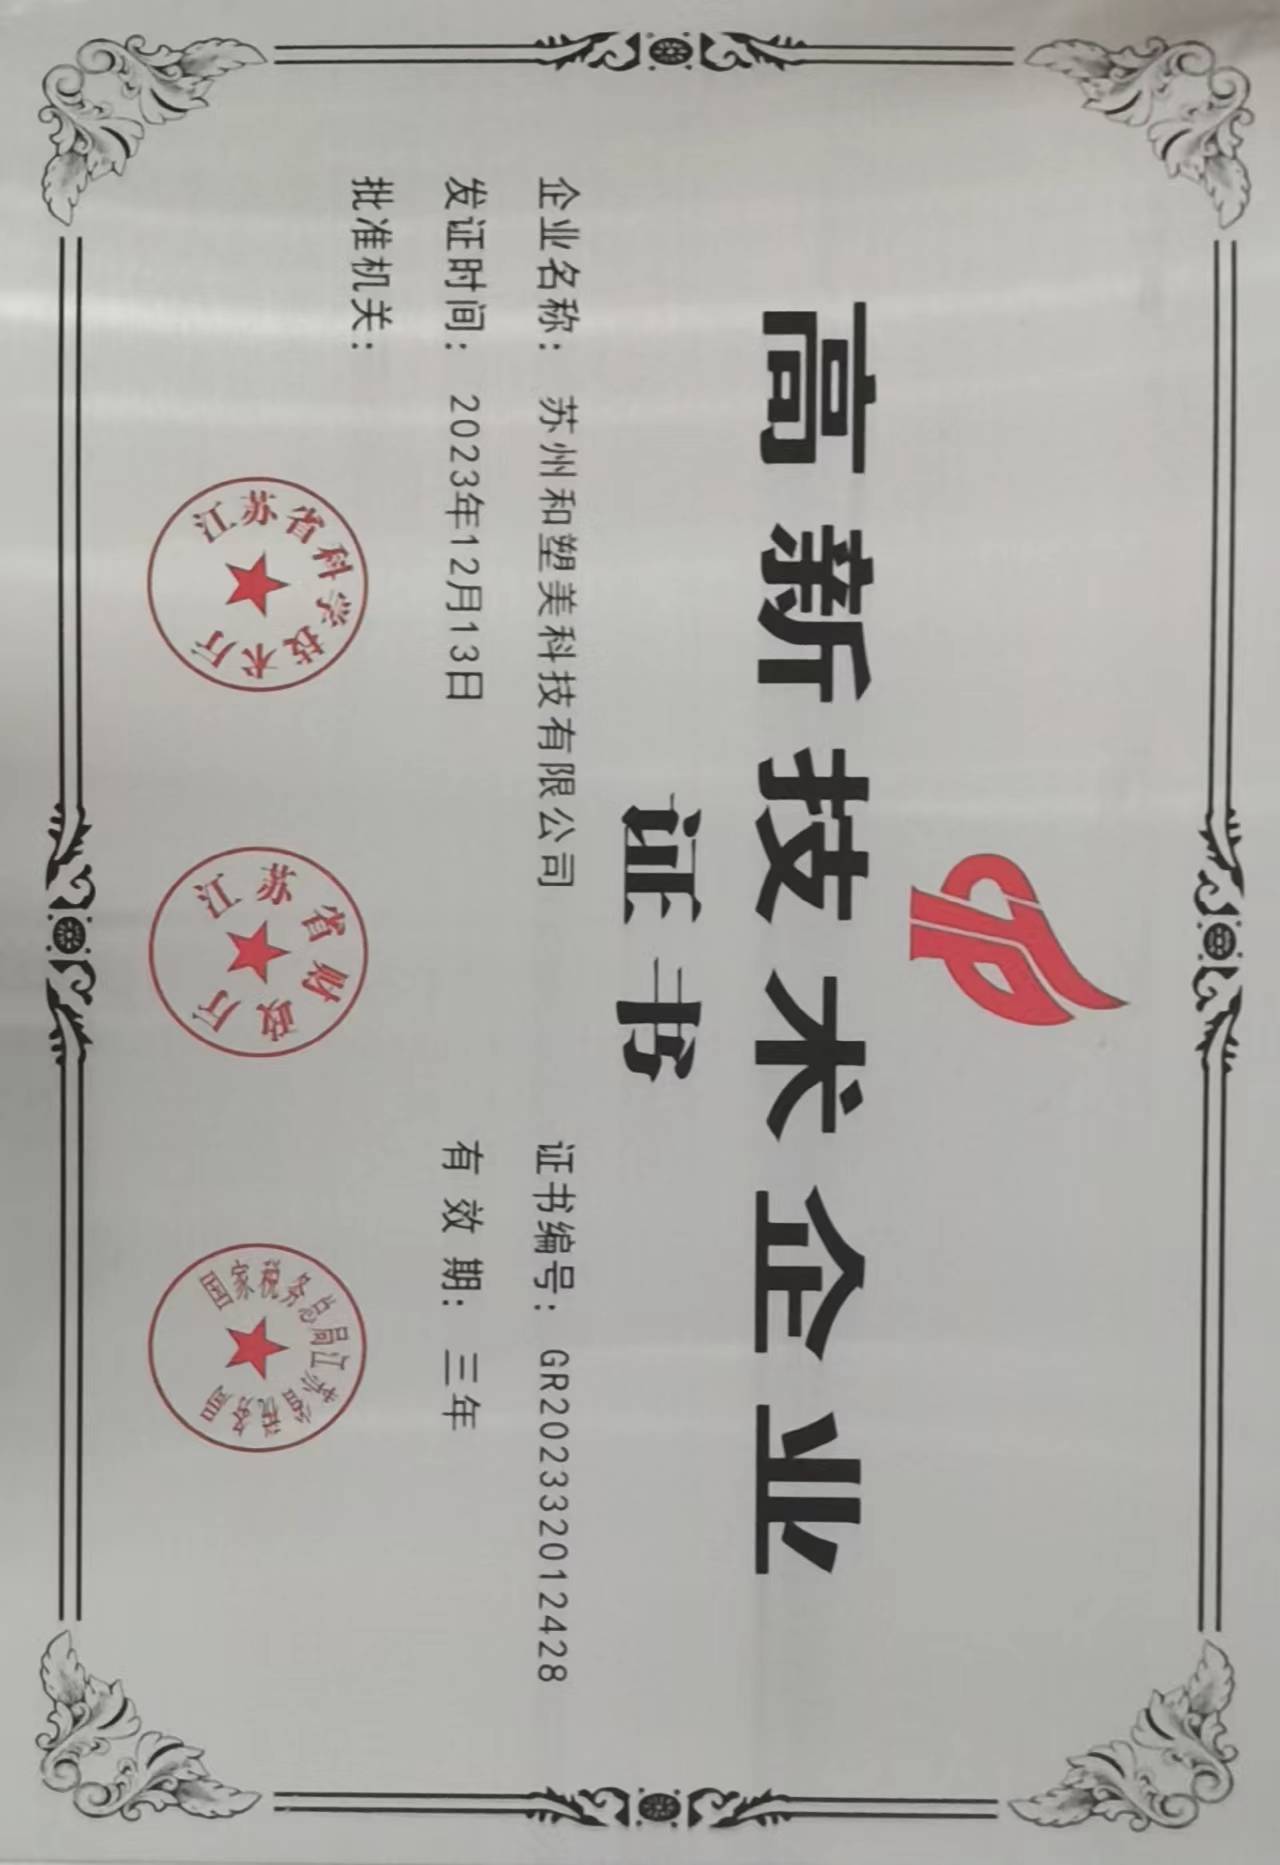 高新技术企业
证书
企业名称：苏州和塑美科技有限公司
证书编号：GR202332012428
发证时间：2023年12月13日
有效期：三年
批准机关：
江苏省科学技术厅
江苏省财政厅
国家税务总局江苏省税务局